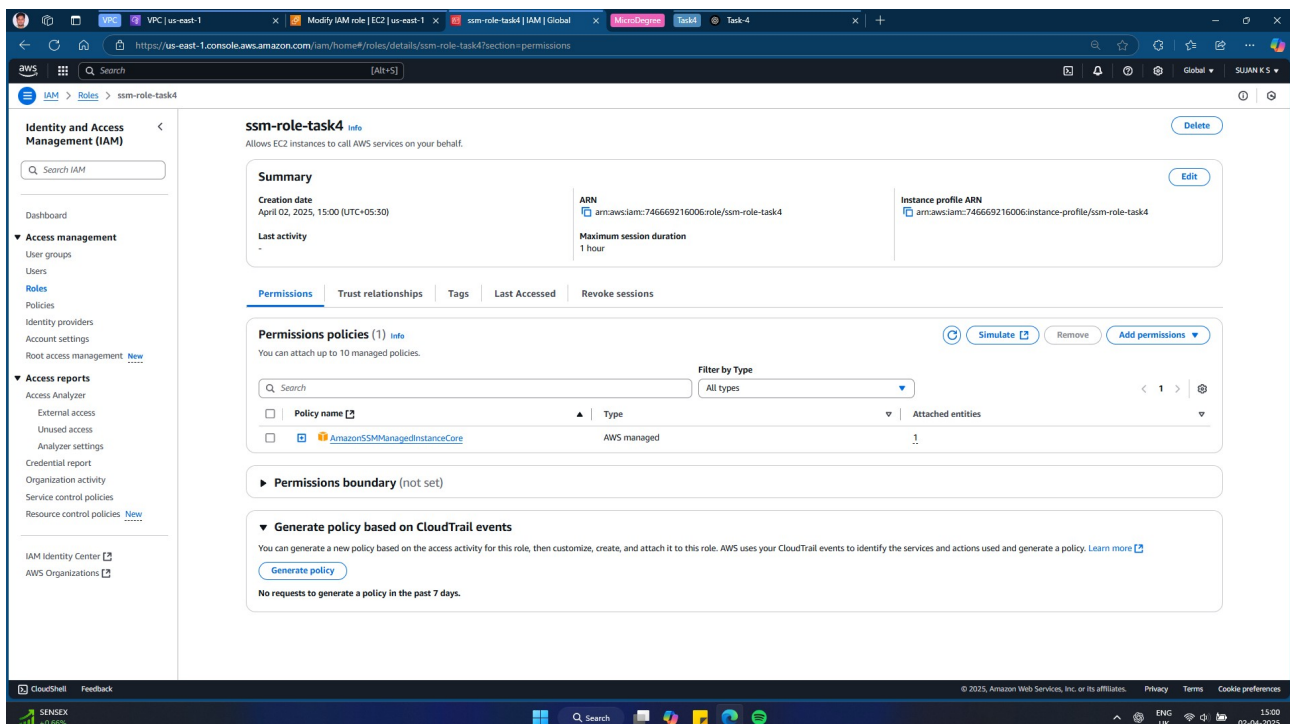 VPC
VPC | us-east-1
Modify IAM role | EC2 | us-east-1
ssm-role-task4 | IAM | Global
MicroDegree
Task4
Task-4
https://us-east-1.console.aws.amazon.com/iam/home#/roles/details/ssm-role-task4?section=permissions
aws
Search
[Alt+S]
Global
SUJAN K S
IAM > Roles > ssm-role-task4
Identity and Access Management (IAM)
Search IAM
Dashboard
Access management
User groups
Users
Roles
Policies
Identity providers
Account settings
Root access management New
Access reports
Access Analyzer
External access
Unused access
Analyzer settings
Credential report
Organization activity
Service control policies
Resource control policies New
IAM Identity Center
AWS Organizations
ssm-role-task4 Info
Delete
Allows EC2 instances to call AWS services on your behalf.
Summary
Edit
Creation date
April 02, 2025, 15:00 (UTC+05:30)
ARN
arn:aws:iam::746669216006:role/ssm-role-task4
Instance profile ARN
arn:aws:iam::746669216006:instance-profile/ssm-role-task4
Last activity
-
Maximum session duration
1 hour
Permissions
Trust relationships
Tags
Last Accessed
Revoke sessions
Permissions policies (1) Info
Simulate
Remove
Add permissions
You can attach up to 10 managed policies.
Filter by Type
Search
All types
1
Policy name
Type
Attached entities
AmazonSSMManagedInstanceCore
AWS managed
1
Permissions boundary (not set)
Generate policy based on CloudTrail events
You can generate a new policy based on the access activity for this role, then customize, create, and attach it to this role. AWS uses your CloudTrail events to identify the services and actions used and generate a policy. Learn more
Generate policy
No requests to generate a policy in the past 7 days.
CloudShell
Feedback
© 2025, Amazon Web Services, Inc. or its affiliates.
Privacy
Terms
Cookie preferences
SENSEX
+0.66%
Search
ENG
UK
15:00
02-04-2025